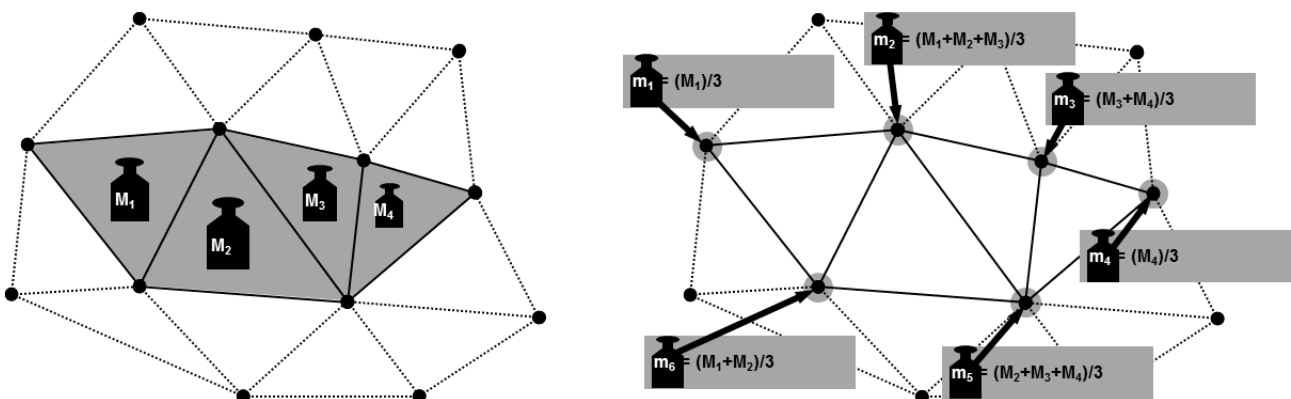 M₁
M₂
M₃
M₄
m₁ = (M₁)/3
m₂ = (M₁+M₂+M₃)/3
m₃ = (M₃+M₄)/3
m₄ = (M₄)/3
m₅ = (M₂+M₃+M₄)/3
m₆ = (M₁+M₂)/3